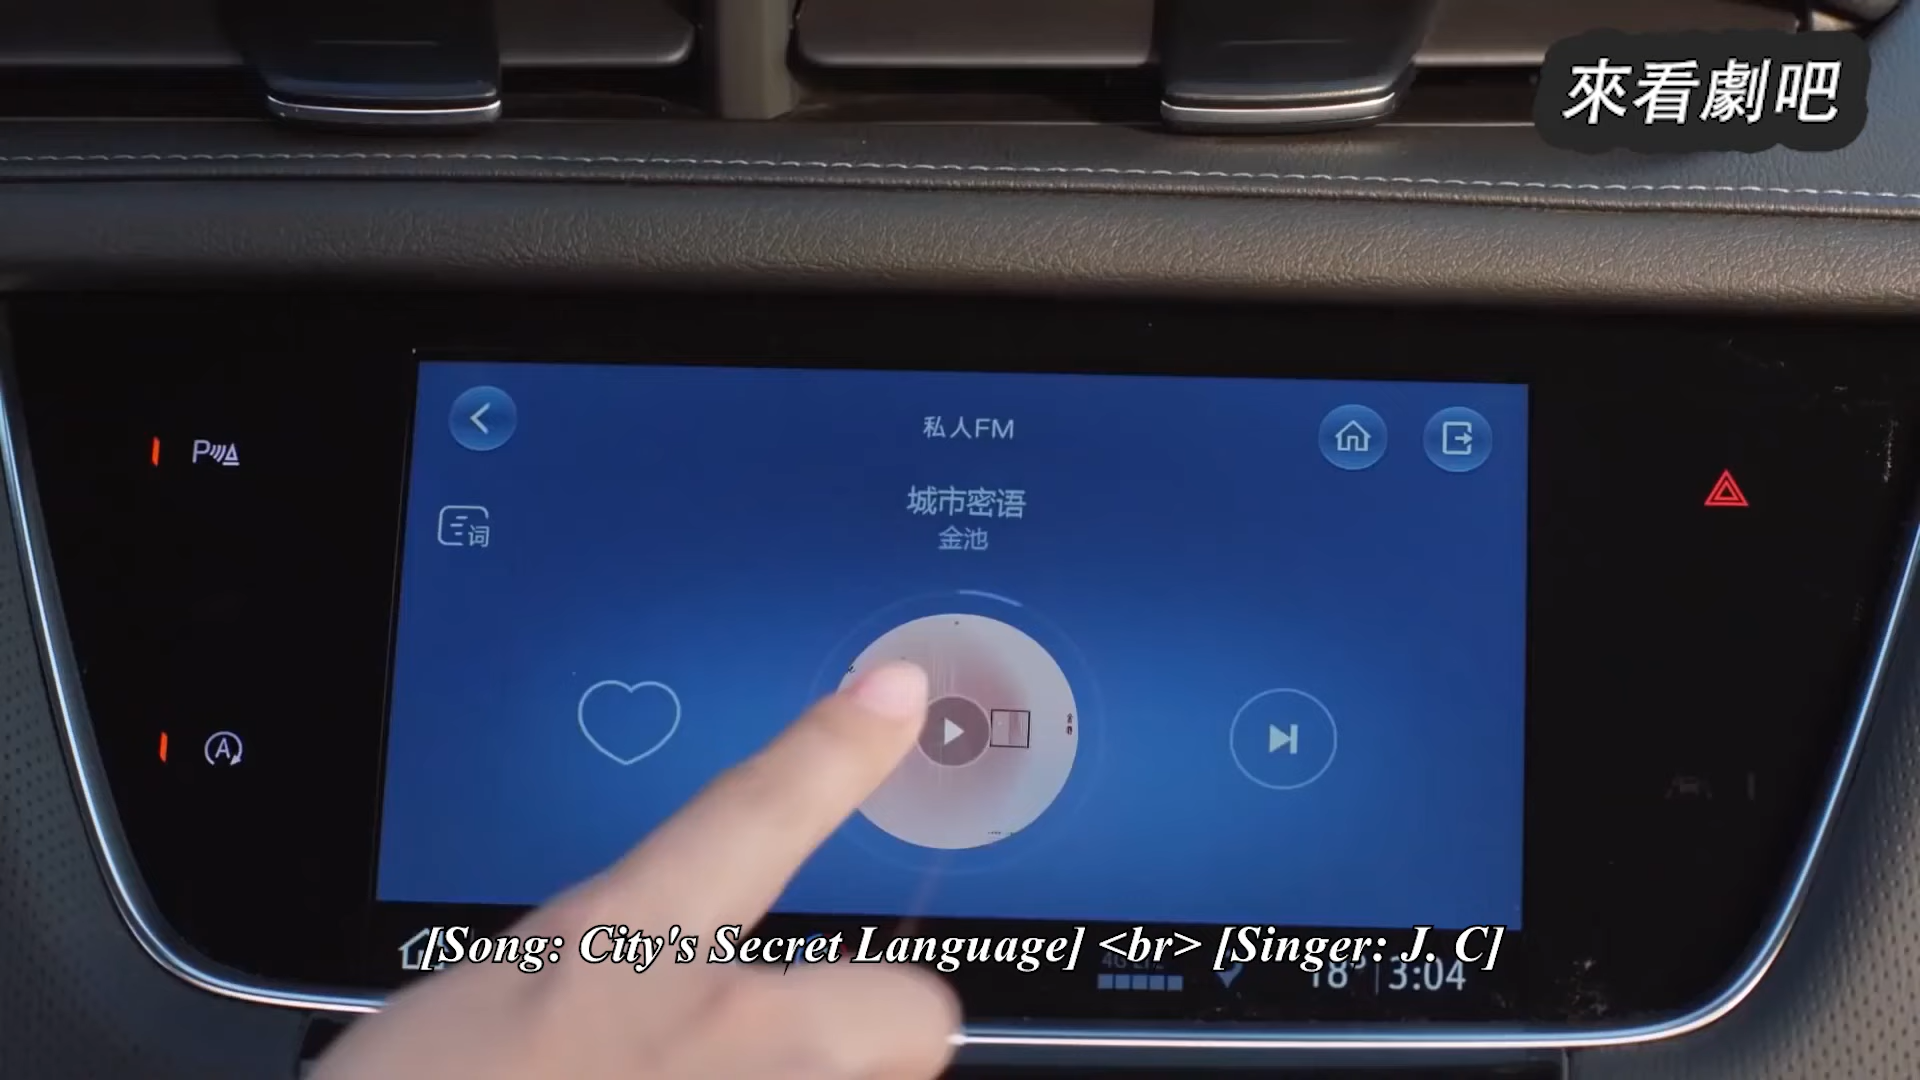 來看劇吧
私人FM
城市密语
金池
词
P
A
[Song: City's Secret Language] <br> [Singer: J. C]
18° 3:04